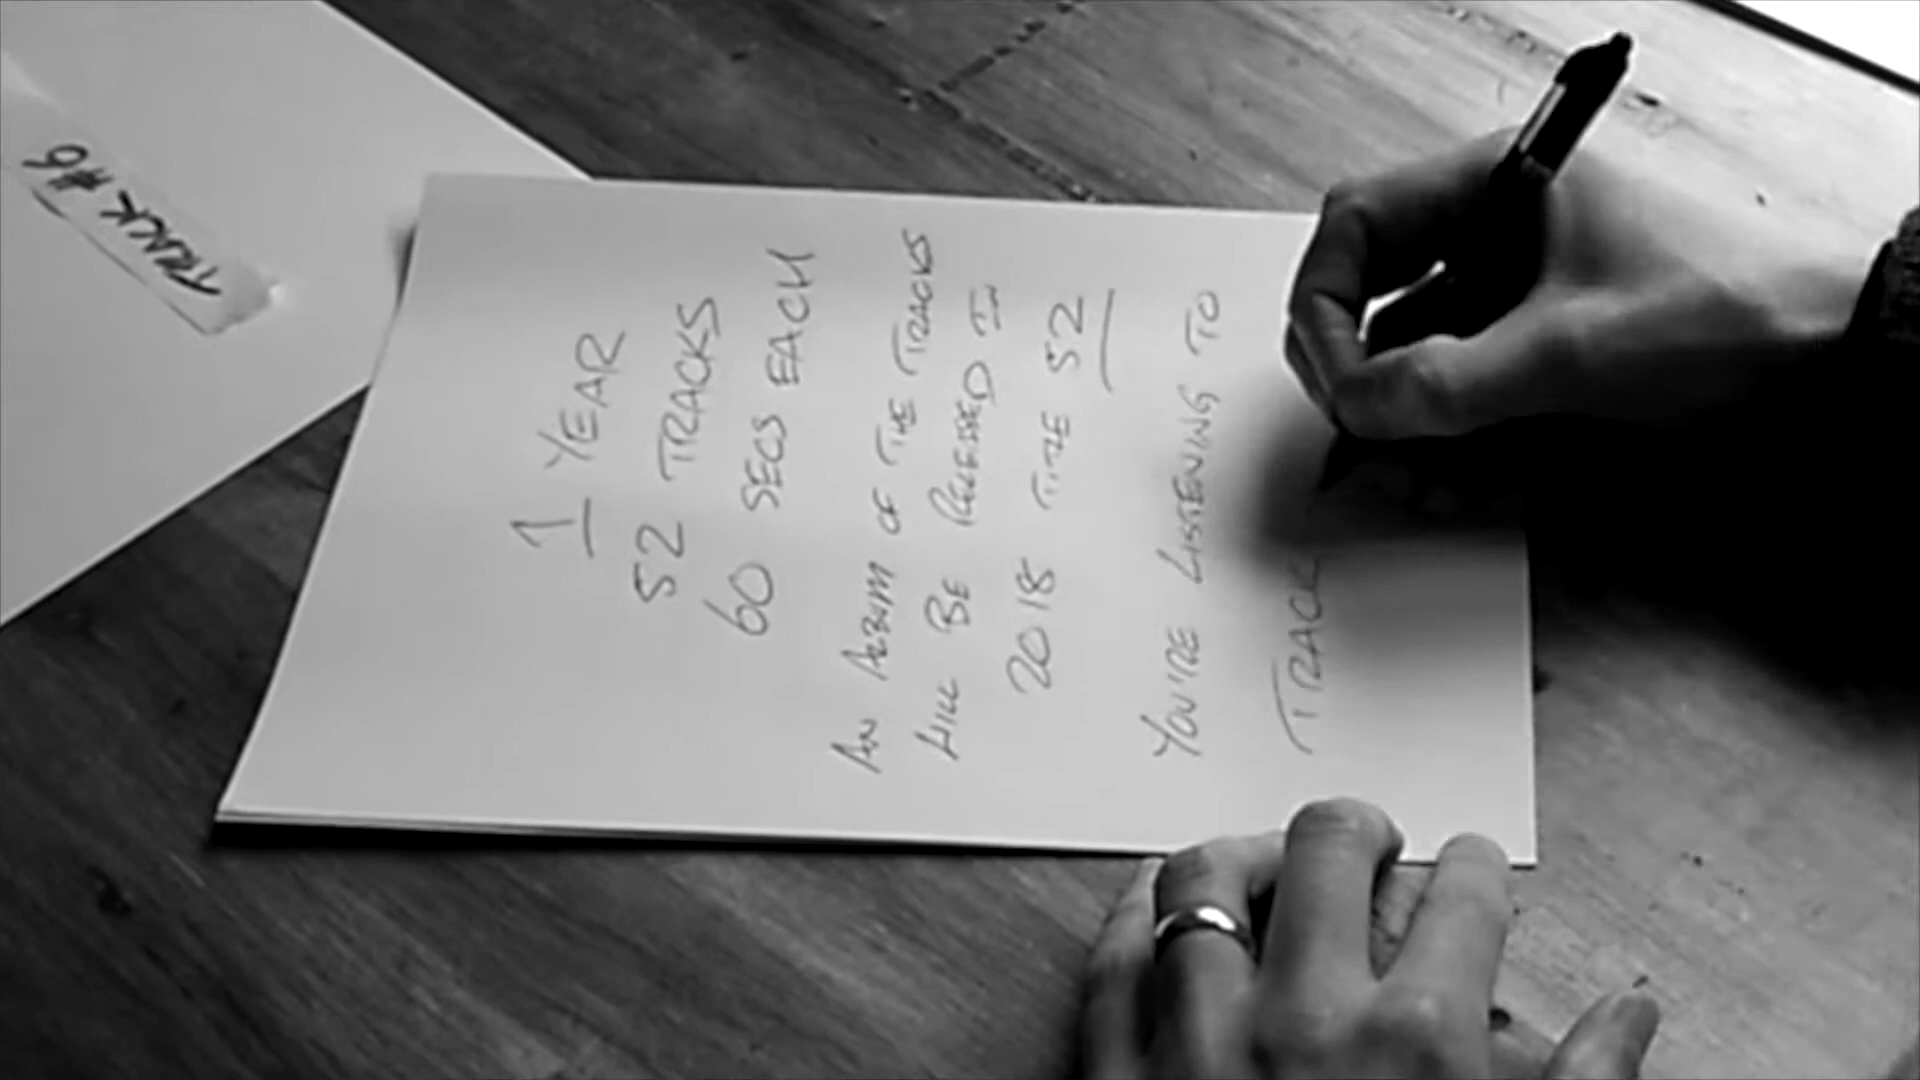 1 YEAR
52 TRACKS
60 SECS EACH
AN ALBUM OF THE TRACKS
WILL BE RELEASED I
2018 TITLE 52
YOU'RE LISTENING TO
TRACK
TRACK #6